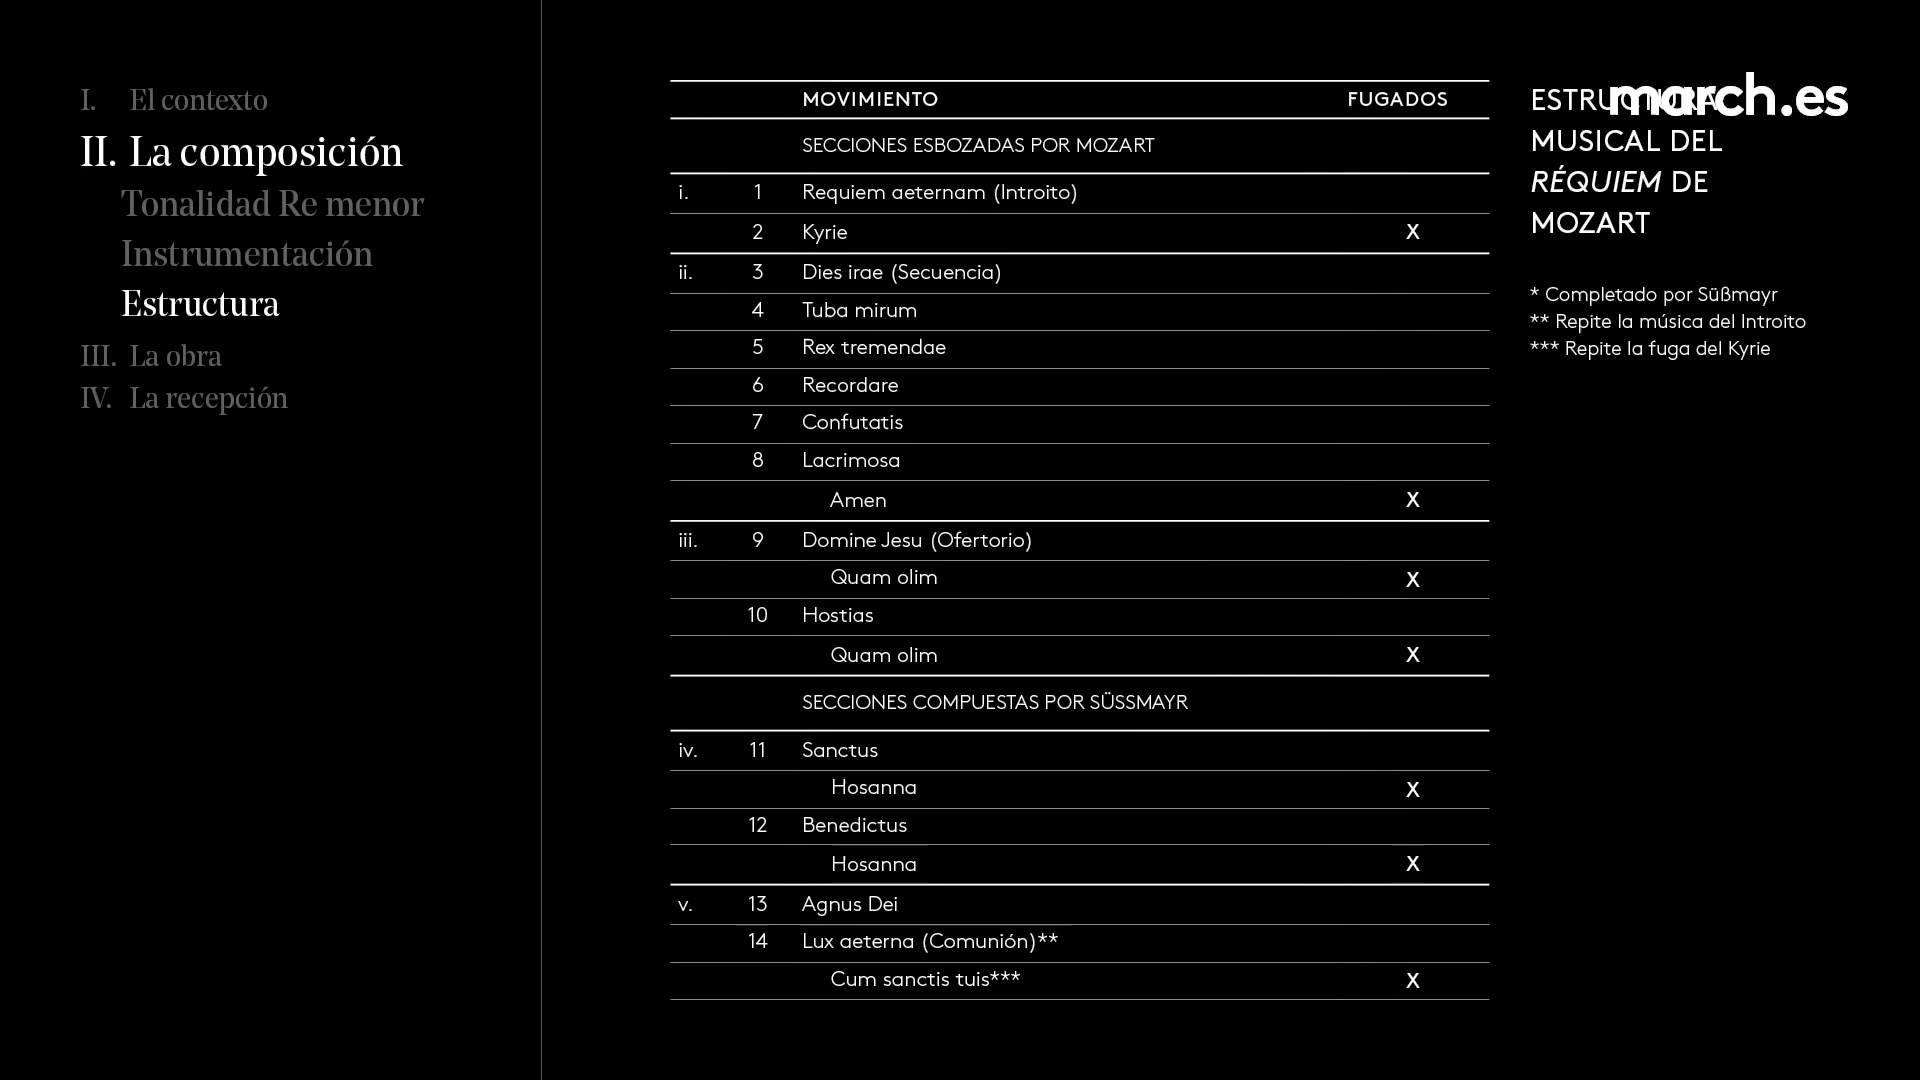 I. El contexto
II. La composición
Tonalidad Re menor
Instrumentación
Estructura
III. La obra
IV. La recepción
MOVIMIENTO FUGADOS
SECCIONES ESBOZADAS POR MOZART
i. 1 Requiem aeternam (Introito)
2 Kyrie X
ii. 3 Dies irae (Secuencia)
4 Tuba mirum
5 Rex tremendae
6 Recordare
7 Confutatis
8 Lacrimosa
Amen X
iii. 9 Domine Jesu (Ofertorio)
Quam olim X
10 Hostias
Quam olim X
SECCIONES COMPUESTAS POR SÜSSMAYR
iv. 11 Sanctus
Hosanna X
12 Benedictus
Hosanna X
v. 13 Agnus Dei
14 Lux aeterna (Comunión)**
Cum sanctis tuis*** X
ESTRUCTURA
MUSICAL DEL
RÉQUIEM DE
MOZART
* Completado por Süßmayr
** Repite la música del Introito
*** Repite la fuga del Kyrie
march.es